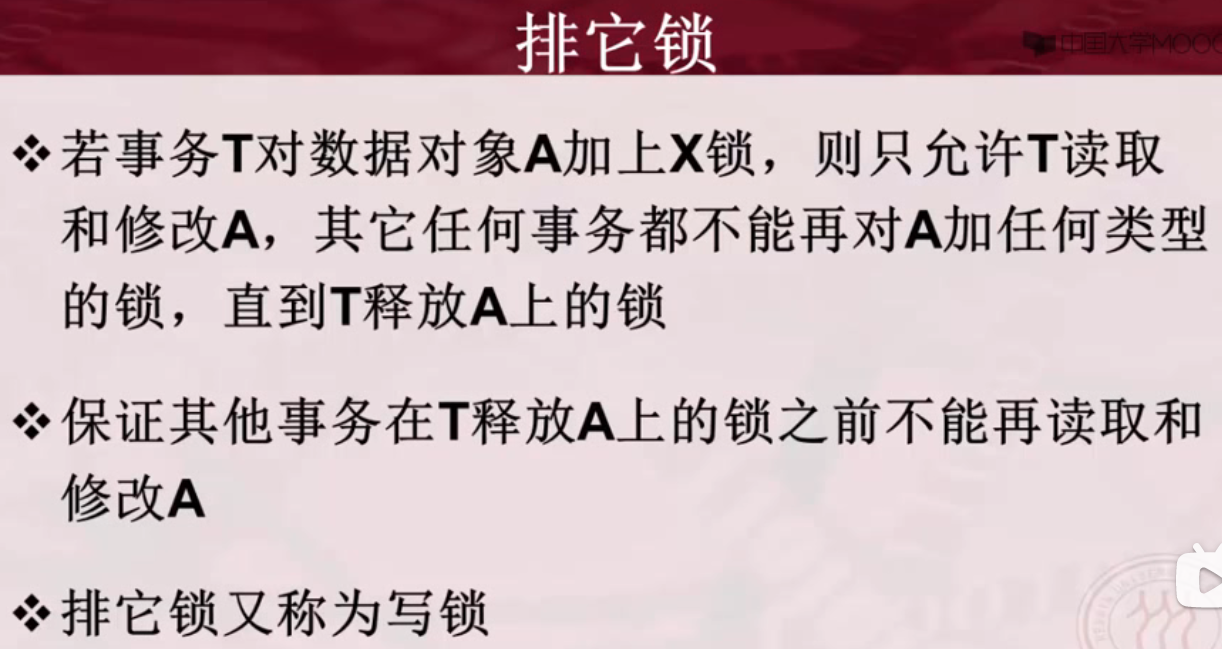 排它锁
中国大学MOOC
❖若事务T对数据对象A加上X锁，则只允许T读取
和修改A，其它任何事务都不能再对A加任何类型
的锁，直到T释放A上的锁
❖保证其他事务在T释放A上的锁之前不能再读取和
修改A
❖排它锁又称为写锁